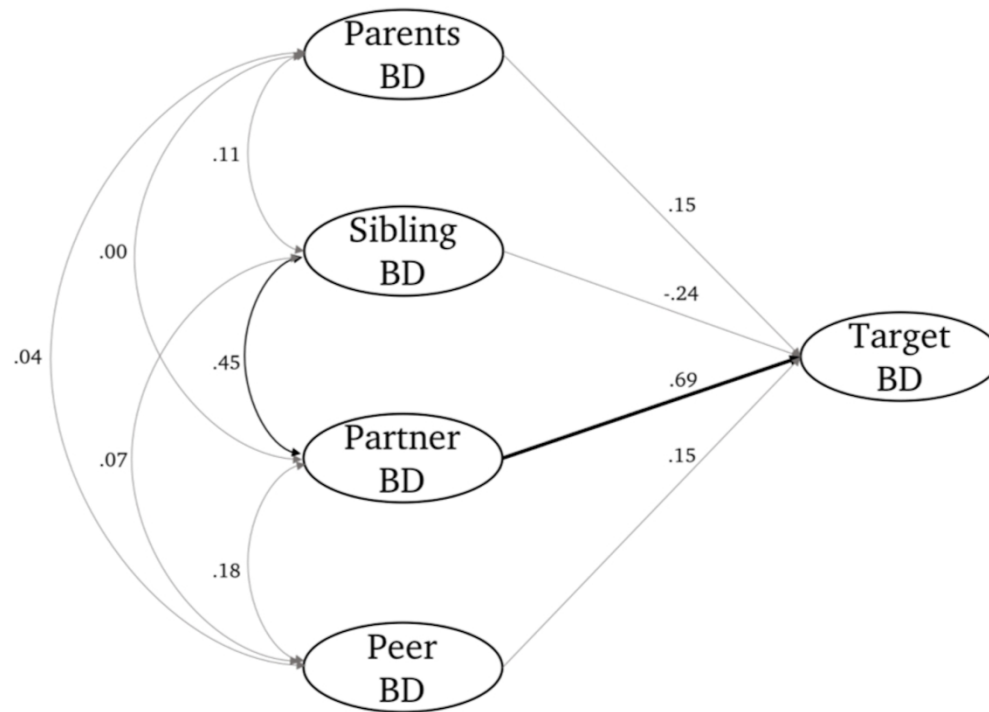 Parents
BD
.11
.15
Sibling
BD
.00
-.24
Target
BD
.04
.45
.69
Partner
BD
.07
.15
.18
Peer
BD